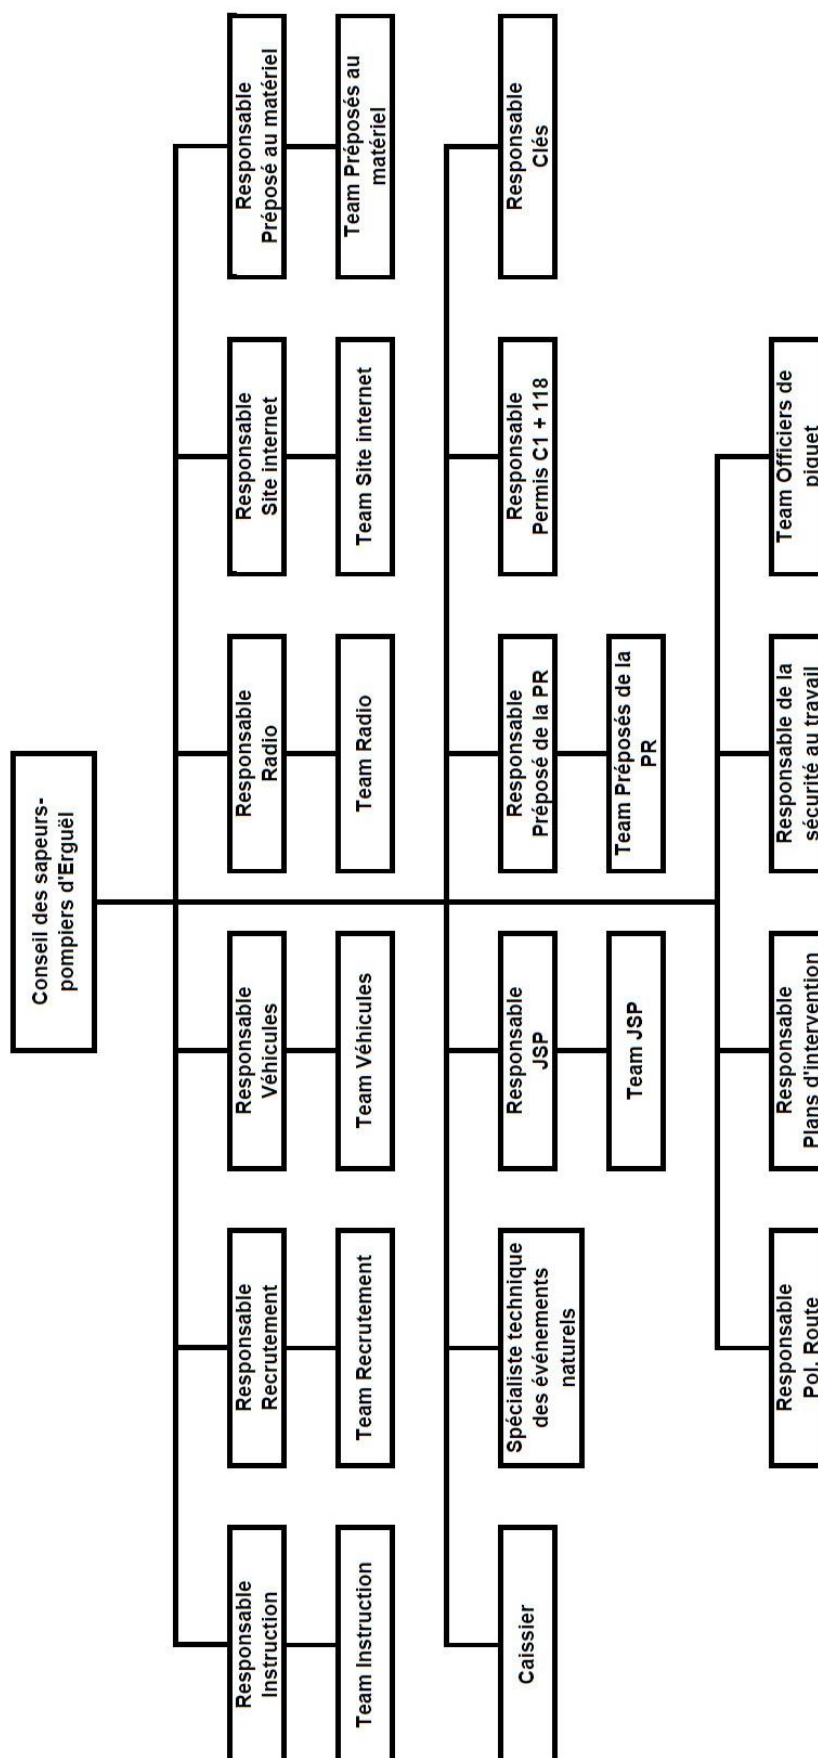 Conseil des sapeurs-
pompiers d'Erguël
Responsable
Instruction
Responsable
Recrutement
Responsable
Véhicules
Responsable
Radio
Responsable
Site internet
Responsable
Préposé au matériel
Team Instruction
Team Recrutement
Team Véhicules
Team Radio
Team Site internet
Team Préposés au
matériel
Caissier
Spécialiste technique
des événements
naturels
Responsable
JSP
Responsable
Préposé de la PR
Responsable
Permis C1 + 118
Responsable
Clés
Team JSP
Team Préposés de la
PR
Responsable
Pol. Route
Responsable
Plans d'intervention
Responsable de la
sécurité au travail
Team Officiers de
piquet